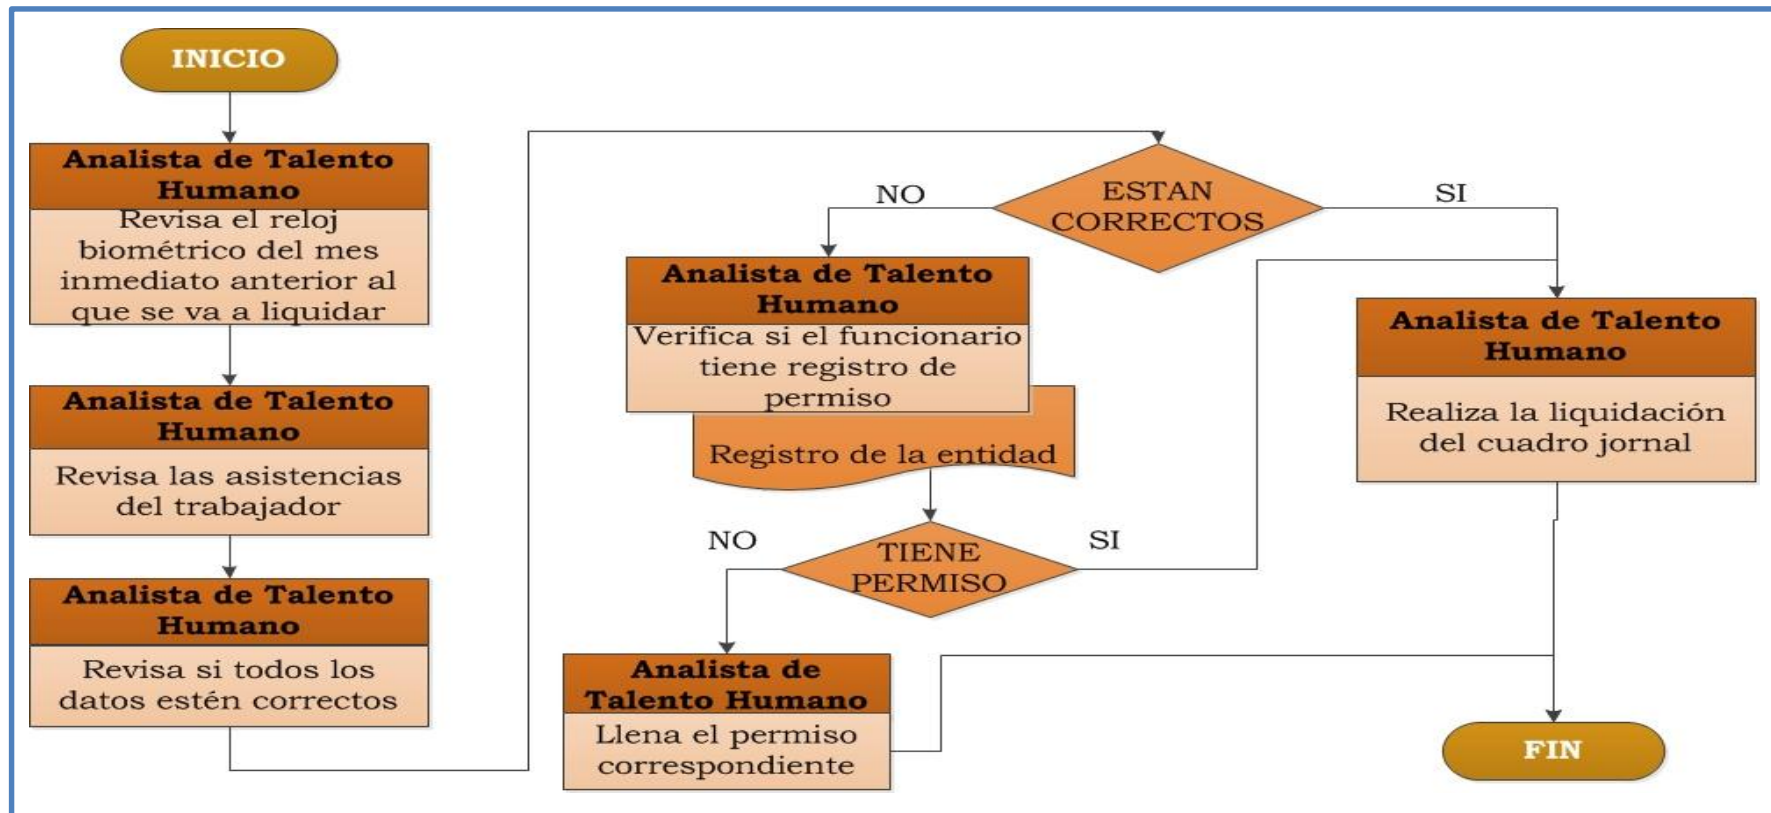 INICIO
Analista de Talento
Humano
Revisa el reloj
biométrico del mes
inmediato anterior al
que se va a liquidar
Analista de Talento
Humano
Revisa las asistencias
del trabajador
Analista de Talento
Humano
Revisa si todos los
datos estén correctos
ESTAN
CORRECTOS
NO
SI
Analista de Talento
Humano
Verifica si el funcionario
tiene registro de
permiso
Registro de la entidad
TIENE
PERMISO
NO
SI
Analista de
Talento Humano
Llena el permiso
correspondiente
Analista de Talento
Humano
Realiza la liquidación
del cuadro jornal
FIN